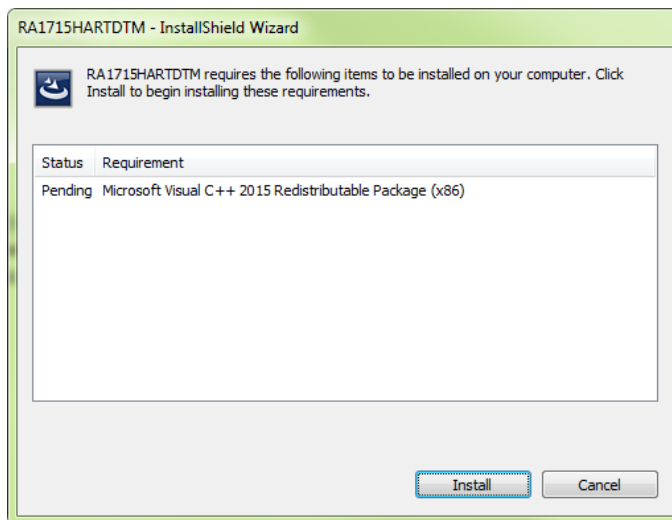 RA1715HARTDTM - InstallShield Wizard
RA1715HARTDTM requires the following items to be installed on your computer. Click
Install to begin installing these requirements.
Status Requirement
Pending Microsoft Visual C++ 2015 Redistributable Package (x86)
Install Cancel